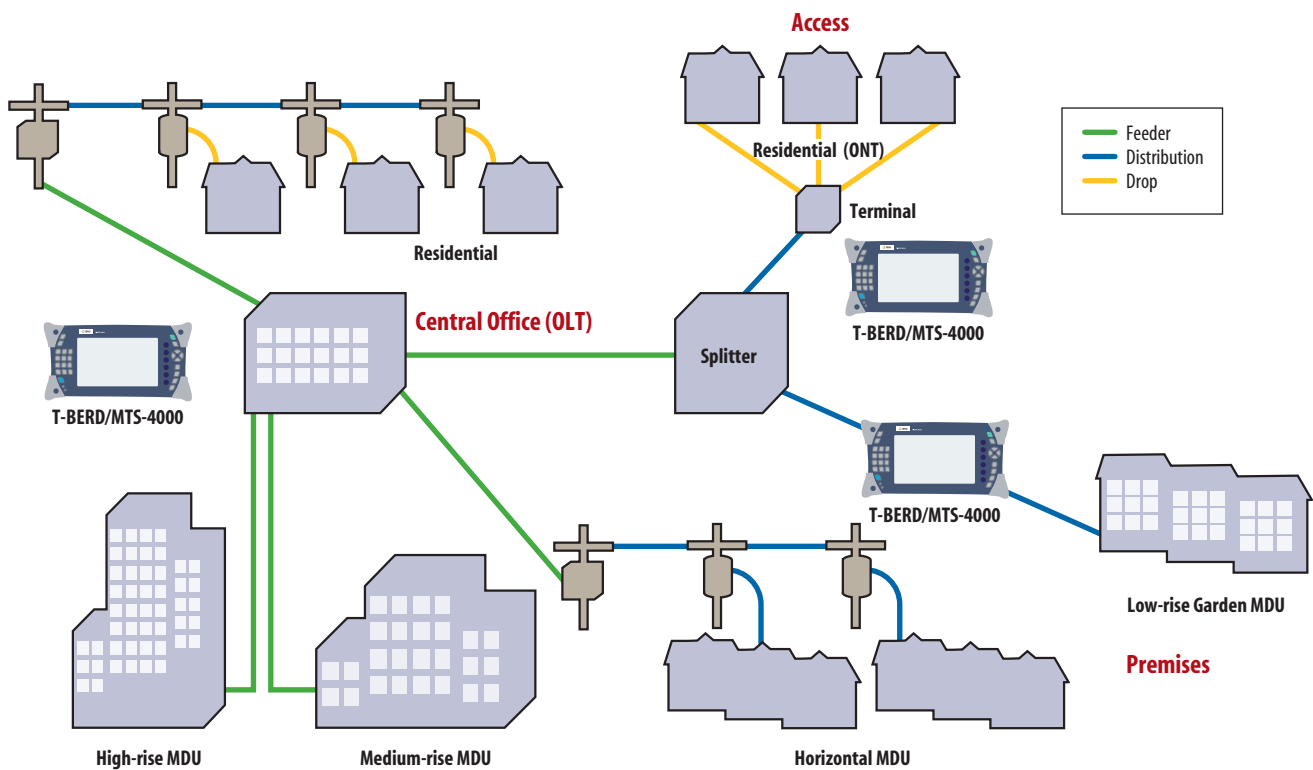 Access
Feeder
Distribution
Drop
Residential (ONT)
Terminal
Residential
Central Office (OLT)
Splitter
T-BERD/MTS-4000
T-BERD/MTS-4000
T-BERD/MTS-4000
Low-rise Garden MDU
Premises
High-rise MDU
Medium-rise MDU
Horizontal MDU